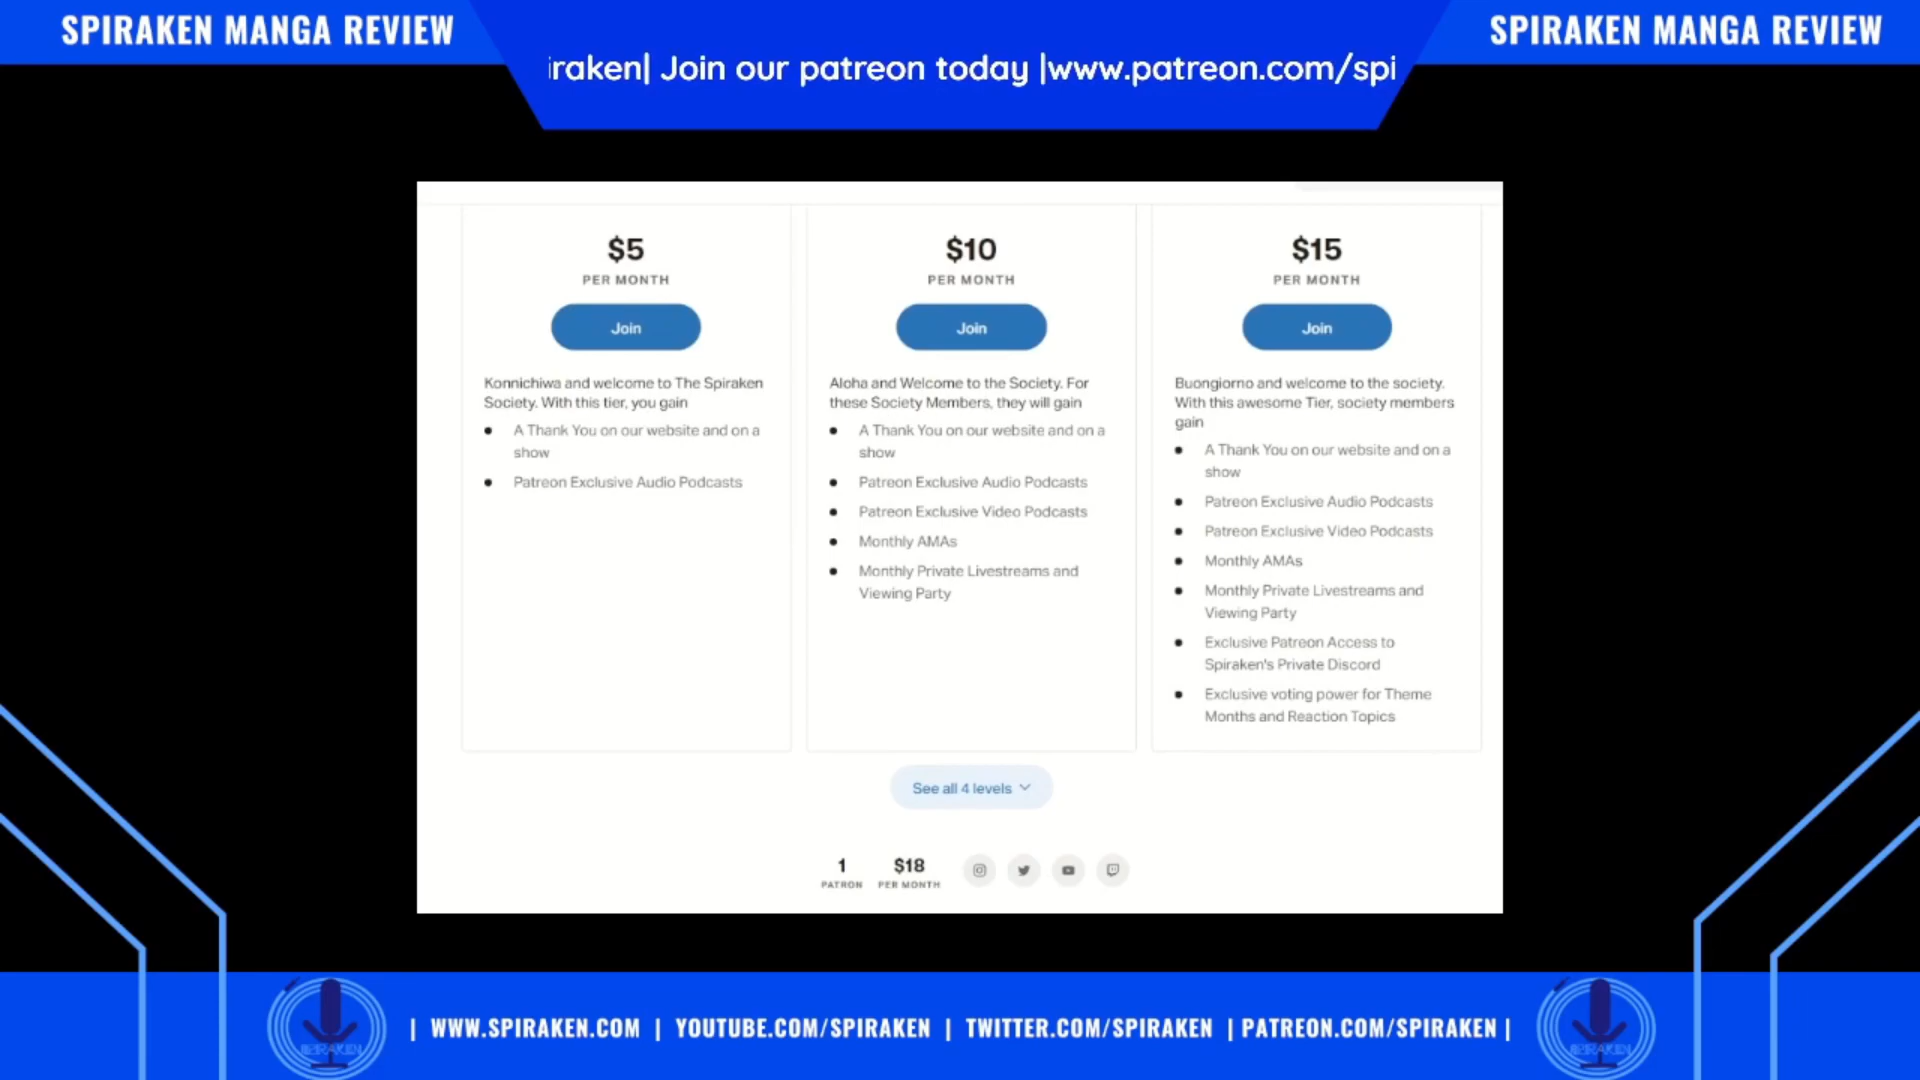 SPIRAKEN MANGA REVIEW
iraken| Join our patreon today |www.patreon.com/spi
SPIRAKEN MANGA REVIEW
$5
PER MONTH
Join
Konnichiwa and welcome to The Spiraken
Society. With this tier, you gain
A Thank You on our website and on a
show
Patreon Exclusive Audio Podcasts
$10
PER MONTH
Join
Aloha and Welcome to the Society. For
these Society Members, they will gain
A Thank You on our website and on a
show
Patreon Exclusive Audio Podcasts
Patreon Exclusive Video Podcasts
Monthly AMAs
Monthly Private Livestreams and
Viewing Party
$15
PER MONTH
Join
Buongiorno and welcome to the society.
With this awesome Tier, society members
gain
A Thank You on our website and on a
show
Patreon Exclusive Audio Podcasts
Patreon Exclusive Video Podcasts
Monthly AMAs
Monthly Private Livestreams and
Viewing Party
Exclusive Patreon Access to
Spiraken's Private Discord
Exclusive voting power for Theme
Months and Reaction Topics
See all 4 levels
1
PATRON
$18
PER MONTH
SPIRAKEN
| WWW.SPIRAKEN.COM | YOUTUBE.COM/SPIRAKEN | TWITTER.COM/SPIRAKEN | PATREON.COM/SPIRAKEN |
SPIRAKEN